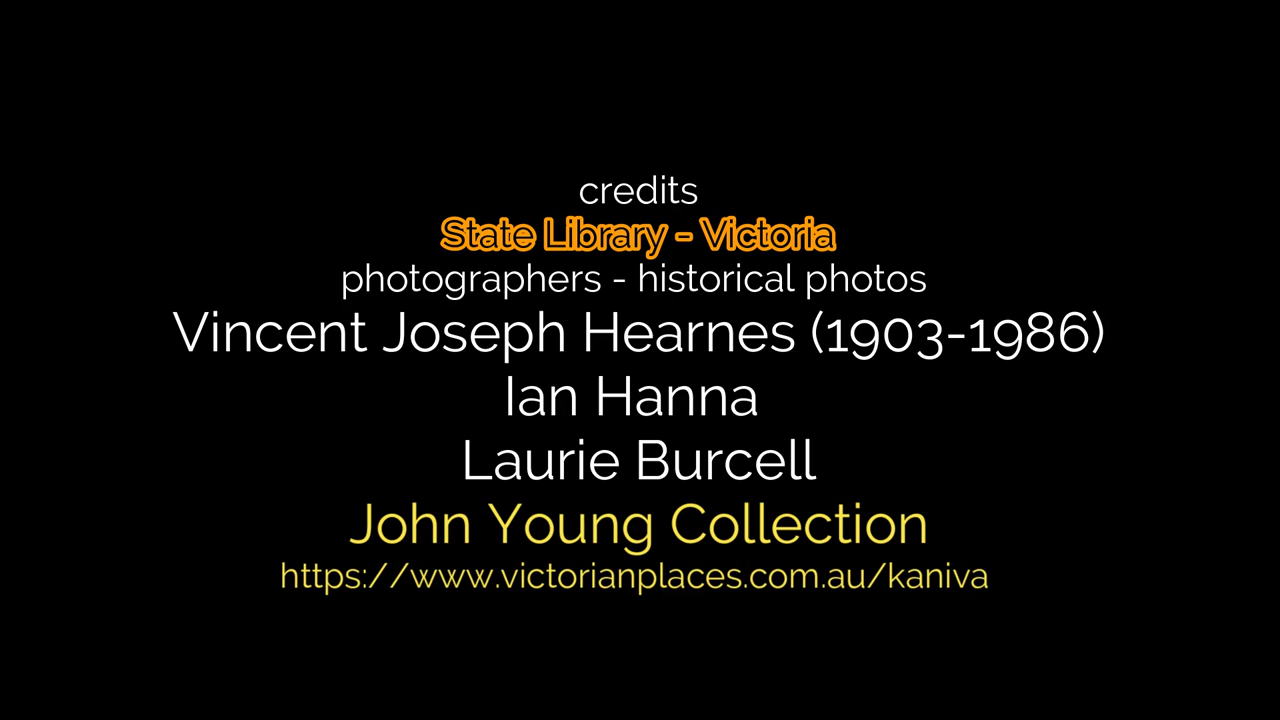 credits
State Library - Victoria
photographers - historical photos
Vincent Joseph Hearnes (1903-1986)
Ian Hanna
Laurie Burcell
John Young Collection
https://www.victorianplaces.com.au/kaniva